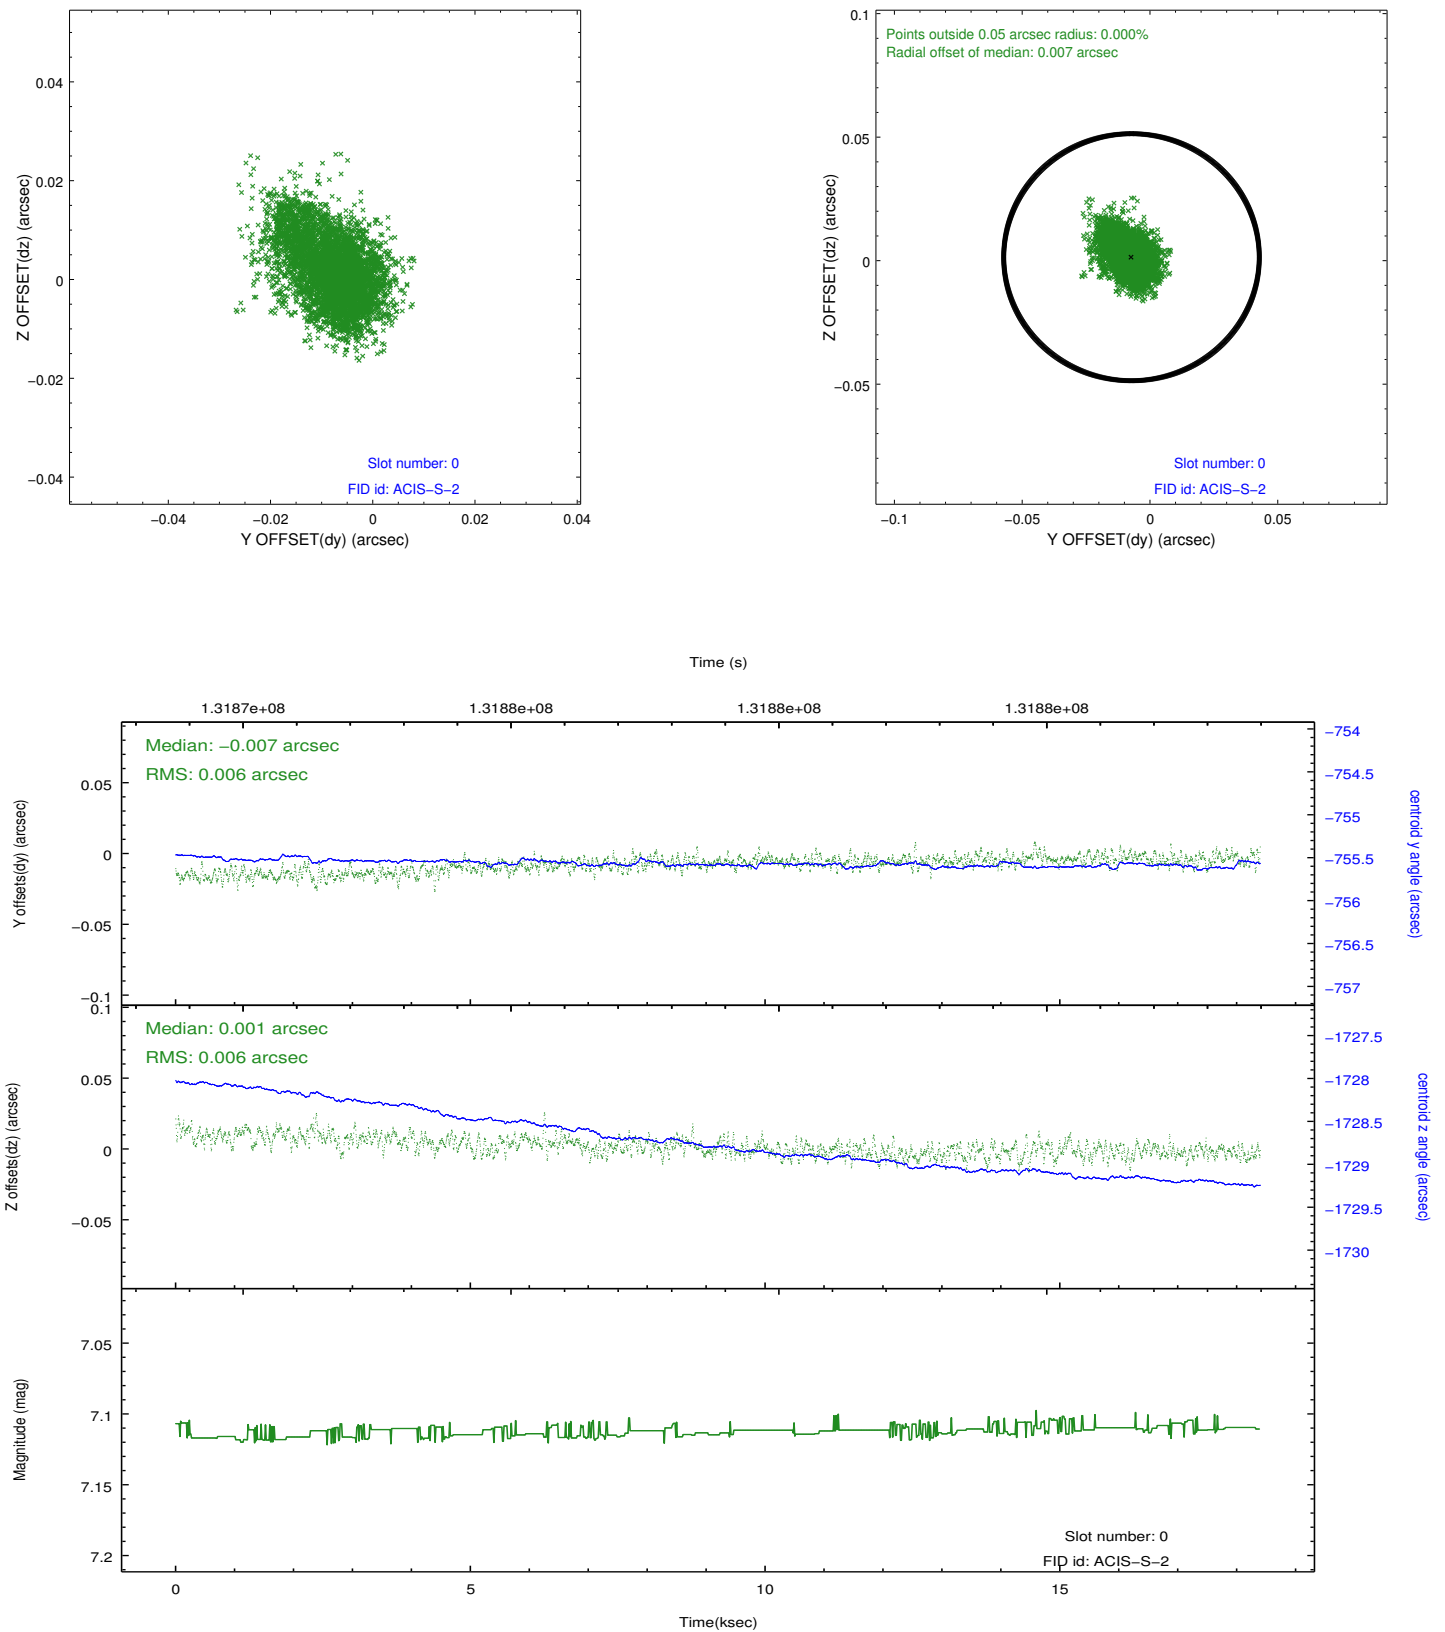 0.04
0.02
0
−0.02
−0.04
Z OFFSET(dz) (arcsec)
Slot number: 0
FID id: ACIS−S−2
−0.04
−0.02
0
0.02
0.04
Y OFFSET(dy) (arcsec)
Points outside 0.05 arcsec radius: 0.000%
Radial offset of median: 0.007 arcsec
0.1
0.05
0
−0.05
Z OFFSET(dz) (arcsec)
Slot number: 0
FID id: ACIS−S−2
−0.1
−0.05
0
0.05
Y OFFSET(dy) (arcsec)
Time (s)
1.3187e+08
1.3188e+08
1.3188e+08
1.3188e+08
Median: −0.007 arcsec
RMS: 0.006 arcsec
0.05
0
−0.05
−0.1
Y offsets(dy) (arcsec)
−754
−754.5
−755
−755.5
−756
−756.5
−757
centroid y angle (arcsec)
Median: 0.001 arcsec
RMS: 0.006 arcsec
0.1
0.05
0
−0.05
Z offsets(dz) (arcsec)
−1727.5
−1728
−1728.5
−1729
−1729.5
−1730
centroid z angle (arcsec)
7.05
7.1
7.15
7.2
Magnitude (mag)
Slot number: 0
FID id: ACIS−S−2
0
5
10
15
Time(ksec)